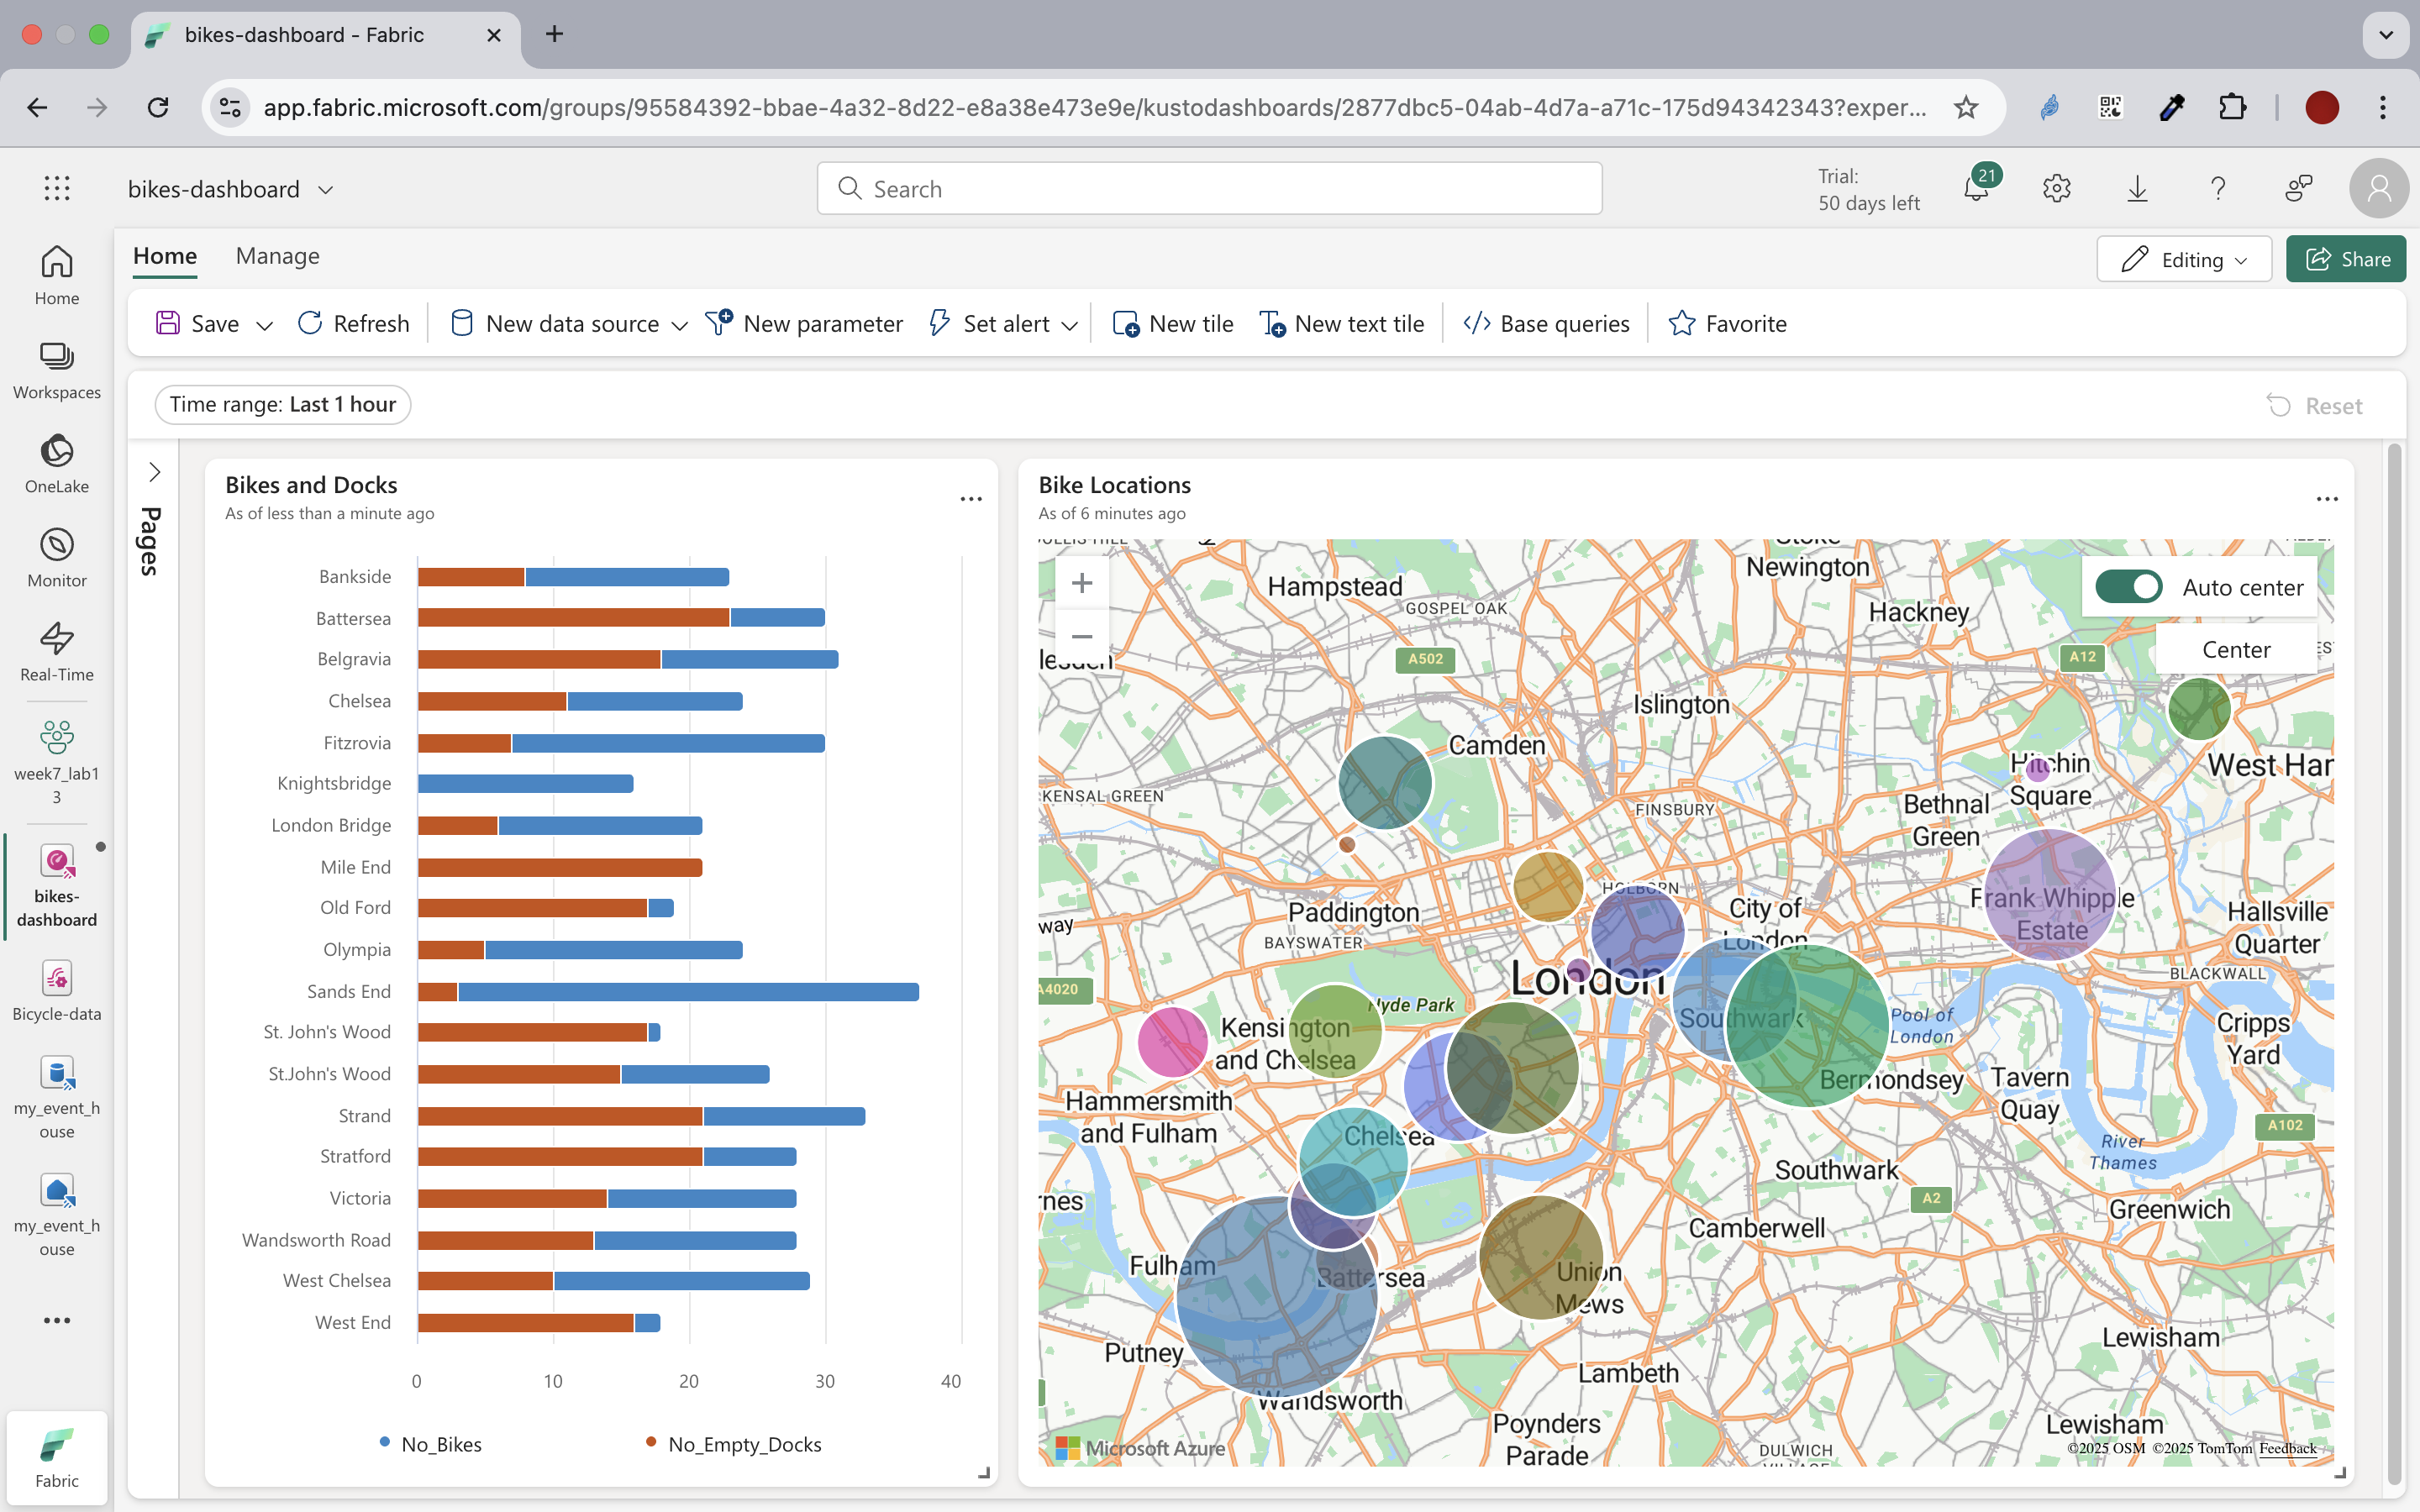 bikes-dashboard - Fabric
app.fabric.microsoft.com/groups/95584392-bbae-4a32-8d22-e8a38e473e9e/kustodashboards/2877dbc5-04ab-4d7a-a71c-175d94342343?exper...
bikes-dashboard
Search
Trial:
50 days left
21
Home
Manage
Editing
Share
Save
Refresh
New data source
New parameter
Set alert
New tile
New text tile
Base queries
Favorite
Time range: Last 1 hour
Reset
Home
Workspaces
OneLake
Monitor
Real-Time
week7_lab1
3
bikes-
dashboard
Bicycle-data
my_event_h
ouse
my_event_h
ouse
Fabric
Pages
Bikes and Docks
As of less than a minute ago
Bankside
Battersea
Belgravia
Chelsea
Fitzrovia
Knightsbridge
London Bridge
Mile End
Old Ford
Olympia
Sands End
St. John's Wood
St.John's Wood
Strand
Stratford
Victoria
Wandsworth Road
West Chelsea
West End
0 10 20 30 40
No_Bikes
No_Empty_Docks
Bike Locations
As of 6 minutes ago
Auto center
Center
Hampstead
GOSPEL OAK
Newington
Hackney
A502
A12
Islington
Camden
Hitchin
Square
KENSAL GREEN
FINSBURY
Bethnal
Green
HOLBORN
Paddington
BAYSWATER
City of
London
Frank Whipple
Estate
Hallsville
Quarter
BLACKWALL
way
A4020
London
Hyde Park
Kensington
and Chelsea
Southwark
Pool of
London
Cripps
Yard
Bermondsey
Tavern
Quay
Hammersmith
and Fulham
Chelsea
A102
River
Thames
Southwark
A2
Greenwich
Camberwell
Fulham
Battersea
Union
Mews
Putney
Lambeth
Lewisham
Wandsworth
Poynders
Parade
DULWICH
Lewisham
Microsoft Azure
©2025 OSM ©2025 TomTom Feedback